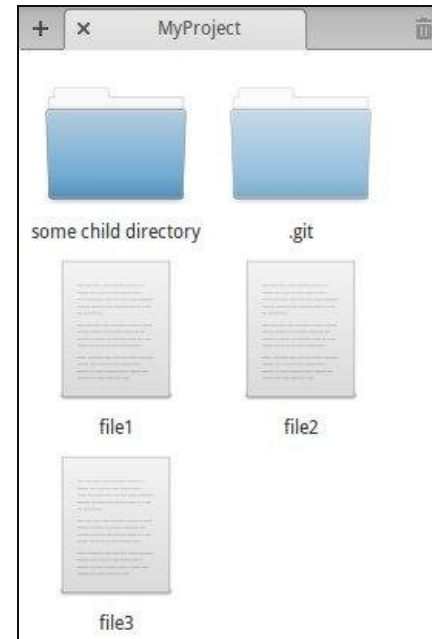 MyProject
some child directory
.git
file1
file2
file3